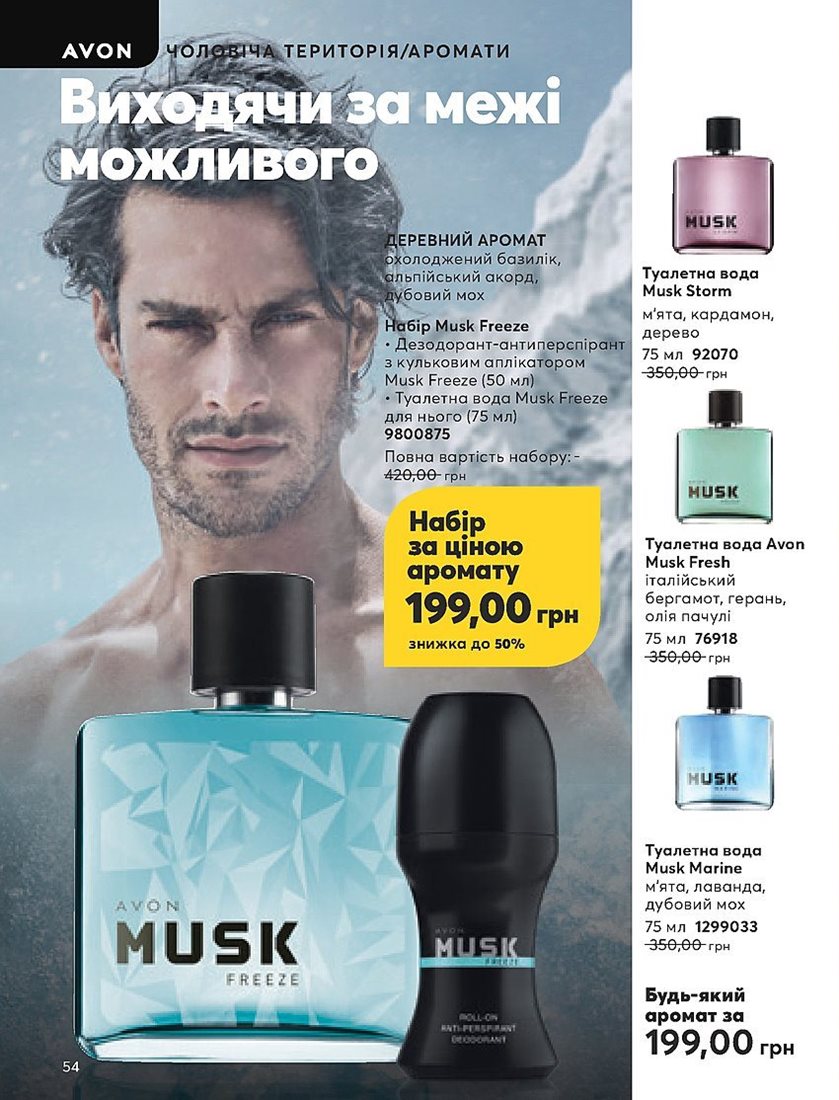 AVON
ЧОЛОВІЧА ТЕРИТОРІЯ/АРОМАТИ
Виходячи за межі
можливого
ДЕРЕВНИЙ АРОМАТ
охолоджений базилік,
альпійський акорд,
дубовий мох
Набір Musk Freeze
• Дезодорант-антиперспірант
з кульковим аплікатором
Musk Freeze (50 мл)
• Туалетна вода Musk Freeze
для нього (75 мл)
9800875
Повна вартість набору: -
420,00 грн
Набір
за ціною
аромату
199,00 грн
знижка до 50%
AVON
MUSK
FREEZE
AVON
MUSK
FREEZE
ROLL-ON
ANTI-PERSPIRANT
DEODORANT
54
MUSK
Туалетна вода
Musk Storm
м'ята, кардамон,
дерево
75 мл 92070
350,00 грн
MUSK
Туалетна вода Avon
Musk Fresh
італійський
бергамот, герань,
олія пачулі
75 мл 76918
350,00 грн
MUSK
MARINE
Туалетна вода
Musk Marine
м'ята, лаванда,
дубовий мох
75 мл 1299033
350,00 грн
Будь-який
аромат за
199,00 грн